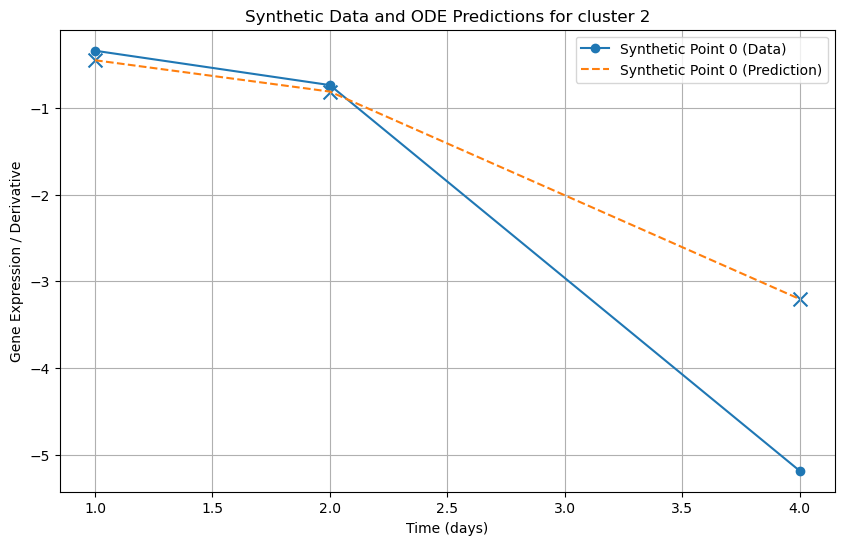 Synthetic Data and ODE Predictions for cluster 2
Synthetic Point 0 (Data)
Synthetic Point 0 (Prediction)
Gene Expression / Derivative
−1
−2
−3
−4
−5
1.0 1.5 2.0 2.5 3.0 3.5 4.0
Time (days)